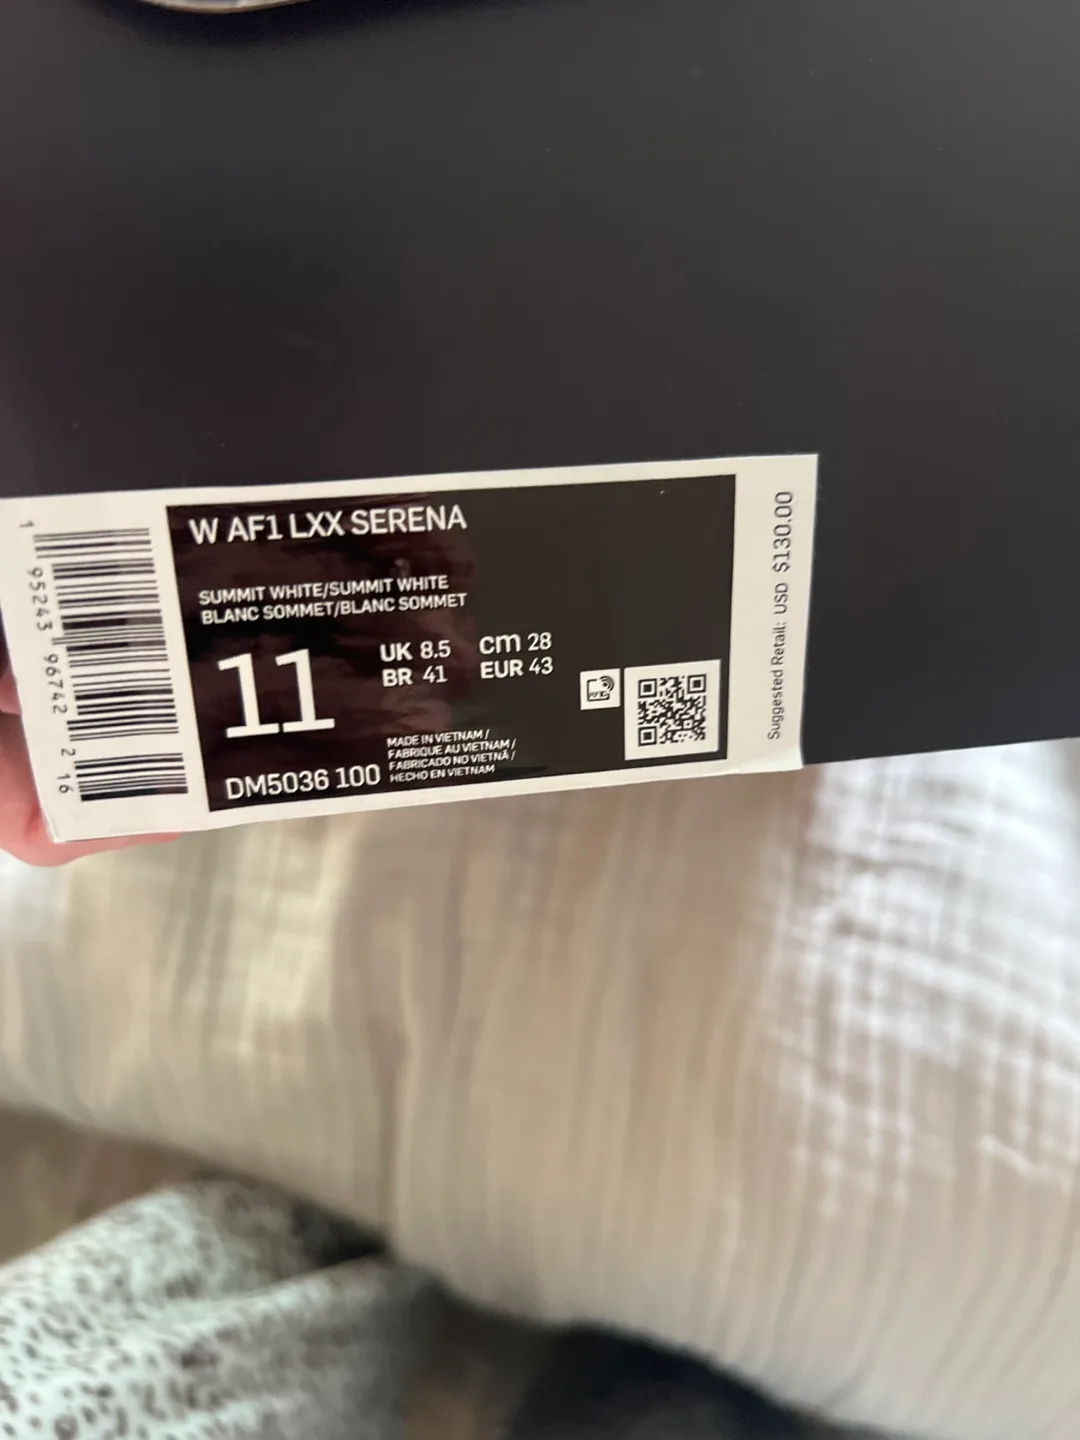 W AF1 LXX SERENA
SUMMIT WHITE/SUMMIT WHITE
BLANC SOMMET/BLANC SOMMET
11
UK 8.5 cm 28
BR 41 EUR 43
MADE IN VIETNAM /
FABRIQUE AU VIETNAM /
FABRICADO NO VIETNÃ /
HECHO EN VIETNAM
DM5036 100
1 95243 96742 2 16
Suggested Retail: USD $130.00